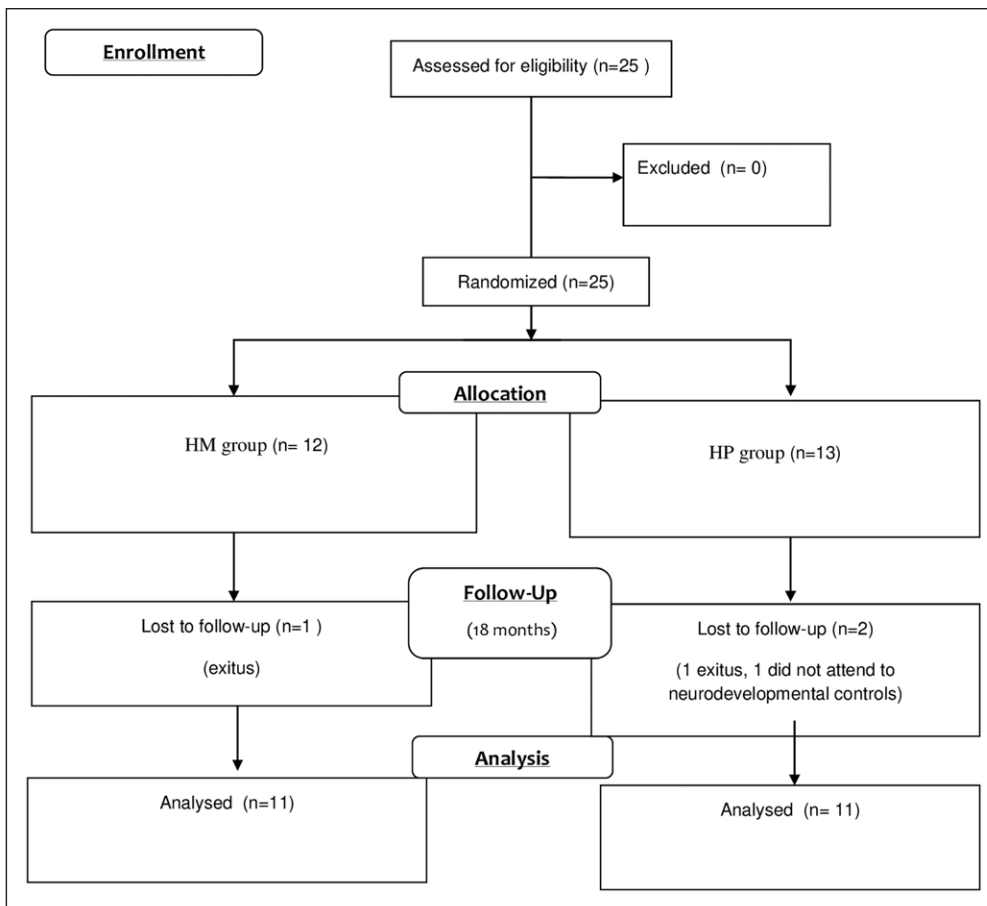 Enrollment
Assessed for eligibility (n=25 )
Excluded  (n= 0)
Randomized (n=25)
Allocation
HM group (n= 12)
HP group (n=13)
Follow-Up
(18 months)
Lost to follow-up (n=1 )
(exitus)
Lost to follow-up (n=2)
(1 exitus, 1 did not attend to
neurodevelopmental controls)
Analysis
Analysed  (n=11)
Analysed  (n= 11)